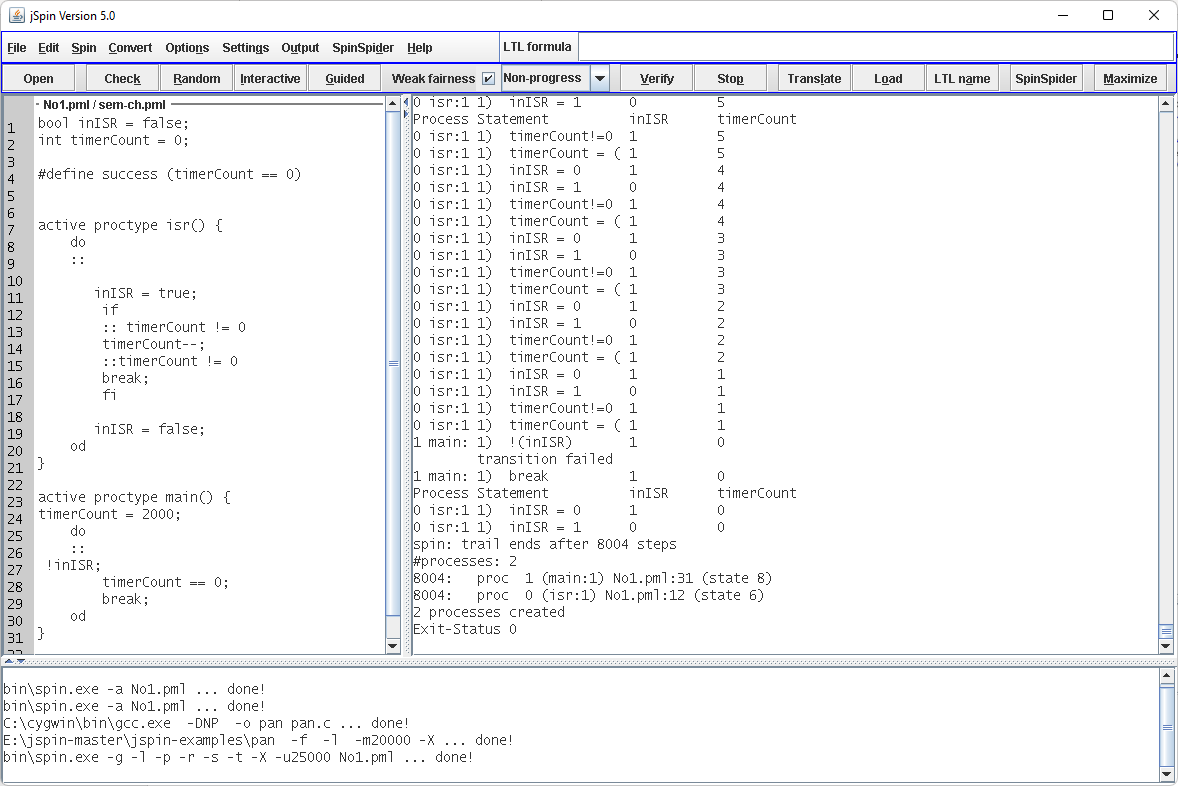 jSpin Version 5.0
File Edit Spin Convert Options Settings Output SpinSpider Help LTL formula
Open Check Random Interactive Guided Weak fairness Non-progress Verify Stop Translate Load LTL name SpinSpider Maximize
No1.pml / sem-ch.pml
1 bool inISR = false;
2 int timerCount = 0;
3
4 #define success (timerCount == 0)
5
6
7 active proctype isr() {
8 do
9 ::
10
11 inISR = true;
12 if
13 :: timerCount != 0
14 timerCount--;
15 ::timerCount != 0
16 break;
17 fi
18
19 inISR = false;
20 od
21 }
22
23 active proctype main() {
24 timerCount = 2000;
25 do
26 ::
27 !inISR;
28 timerCount == 0;
29 break;
30 od
31 }
0 isr:1 1) inISR = 1 0 5
Process Statement inISR timerCount
0 isr:1 1) timerCount!=0 1 5
0 isr:1 1) timerCount = ( 1 5
0 isr:1 1) inISR = 0 1 4
0 isr:1 1) inISR = 1 0 4
0 isr:1 1) timerCount!=0 1 4
0 isr:1 1) timerCount = ( 1 4
0 isr:1 1) inISR = 0 1 3
0 isr:1 1) inISR = 1 0 3
0 isr:1 1) timerCount!=0 1 3
0 isr:1 1) timerCount = ( 1 3
0 isr:1 1) inISR = 0 1 2
0 isr:1 1) inISR = 1 0 2
0 isr:1 1) timerCount!=0 1 2
0 isr:1 1) timerCount = ( 1 2
0 isr:1 1) inISR = 0 1 1
0 isr:1 1) inISR = 1 0 1
0 isr:1 1) timerCount!=0 1 1
0 isr:1 1) timerCount = ( 1 1
1 main: 1) !(inISR) 1 0
transition failed
1 main: 1) break 1 0
Process Statement inISR timerCount
0 isr:1 1) inISR = 0 1 0
0 isr:1 1) inISR = 1 0 0
spin: trail ends after 8004 steps
#processes: 2
8004: proc 1 (main:1) No1.pml:31 (state 8)
8004: proc 0 (isr:1) No1.pml:12 (state 6)
2 processes created
Exit-Status 0
bin\spin.exe -a No1.pml ... done!
bin\spin.exe -a No1.pml ... done!
C:\cygwin\bin\gcc.exe -DNP -o pan pan.c ... done!
E:\jspin-master\jspin-examples\pan -f -l -m20000 -X ... done!
bin\spin.exe -g -l -p -r -s -t -X -u25000 No1.pml ... done!